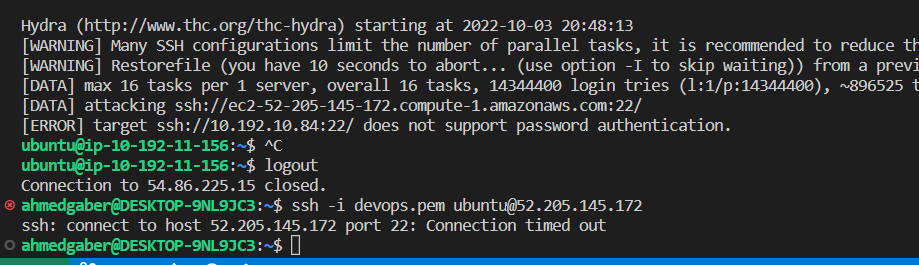 Hydra (http://www.thc.org/thc-hydra) starting at 2022-10-03 20:48:13
[WARNING] Many SSH configurations limit the number of parallel tasks, it is recommended to reduce th
[WARNING] Restorefile (you have 10 seconds to abort... (use option -I to skip waiting)) from a previ
[DATA] max 16 tasks per 1 server, overall 16 tasks, 14344400 login tries (l:1/p:14344400), ~896525 t
[DATA] attacking ssh://ec2-52-205-145-172.compute-1.amazonaws.com:22/
[ERROR] target ssh://10.192.10.84:22/ does not support password authentication.
ubuntu@ip-10-192-11-156:~$ ^C
ubuntu@ip-10-192-11-156:~$ logout
Connection to 54.86.225.15 closed.
ahmedgaber@DESKTOP-9NL9JC3:~$ ssh -i devops.pem ubuntu@52.205.145.172
ssh: connect to host 52.205.145.172 port 22: Connection timed out
ahmedgaber@DESKTOP-9NL9JC3:~$